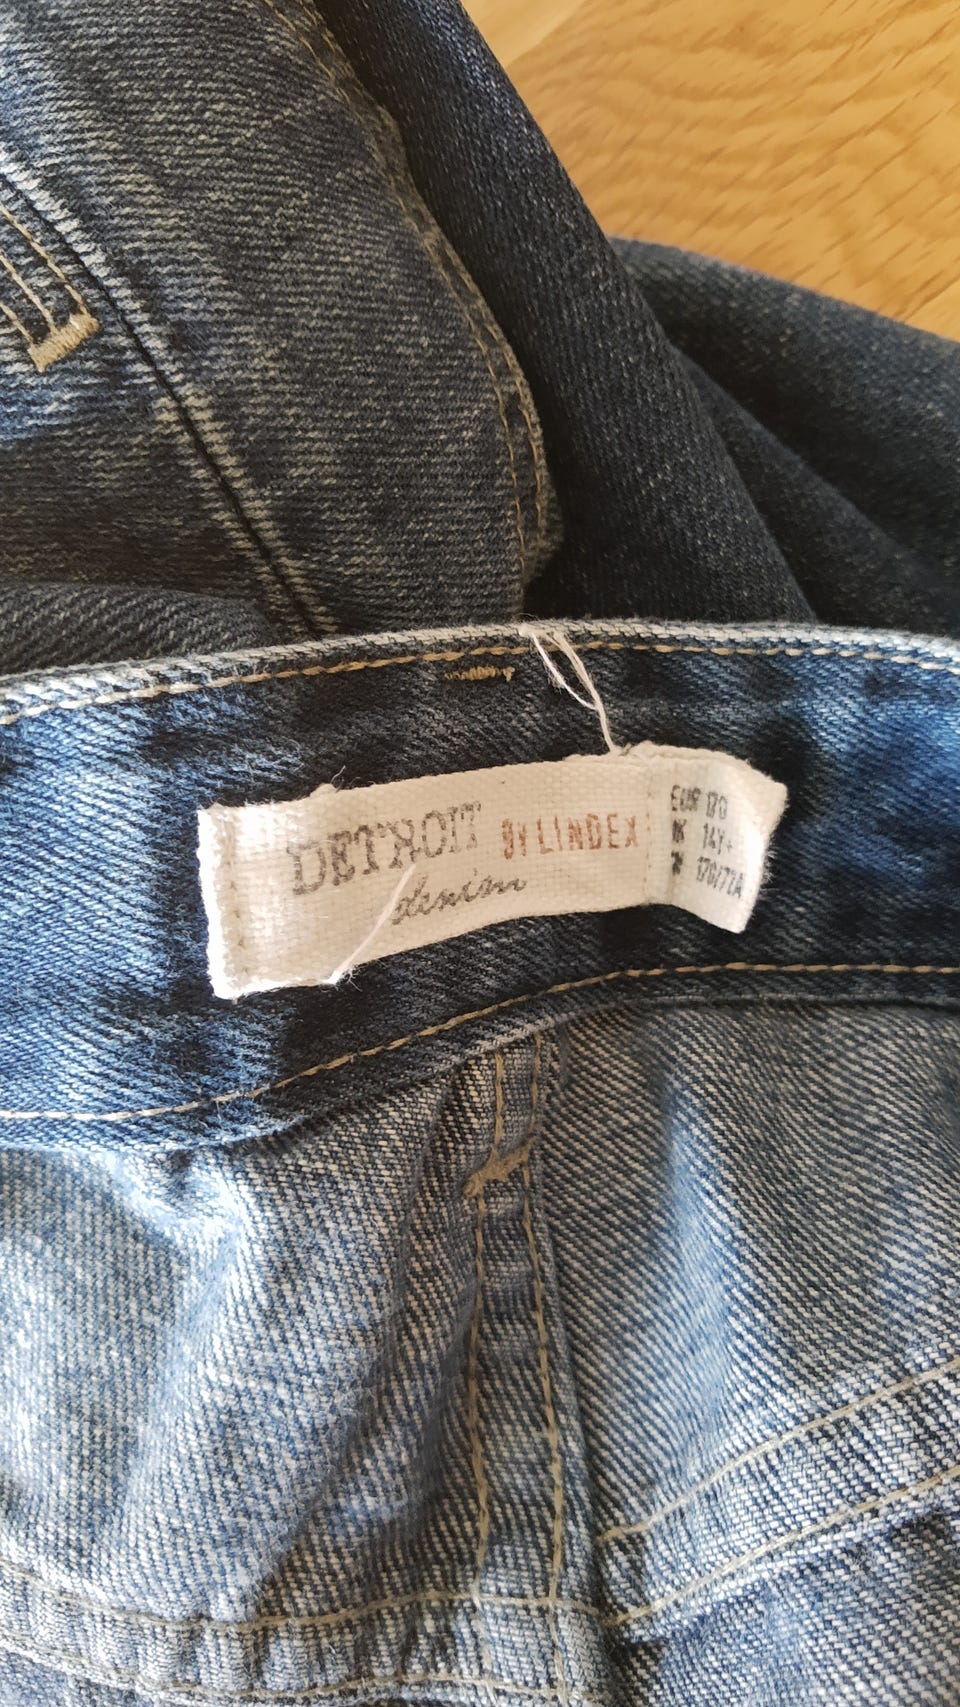 DETROIT BY LINDEX
denim
EUR 170
UK 14Y+
170/72A